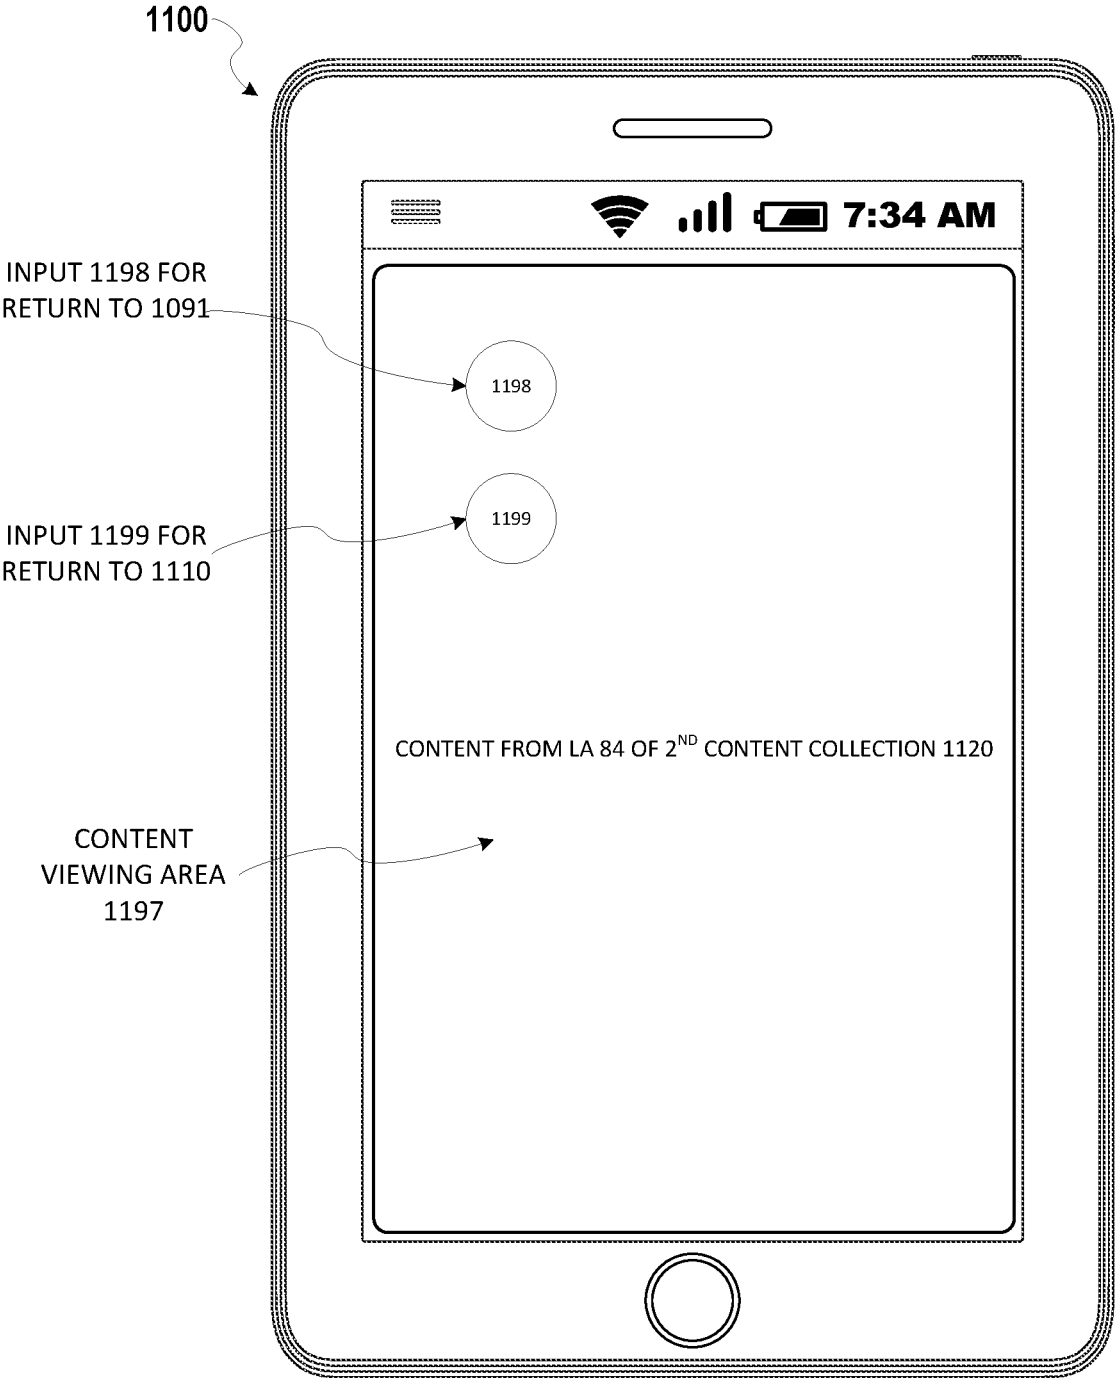 1100
7:34 AM
INPUT 1198 FOR
RETURN TO 1091
1198
1199
INPUT 1199 FOR
RETURN TO 1110
CONTENT FROM LA 84 OF 2ND CONTENT COLLECTION 1120
CONTENT
VIEWING AREA
1197